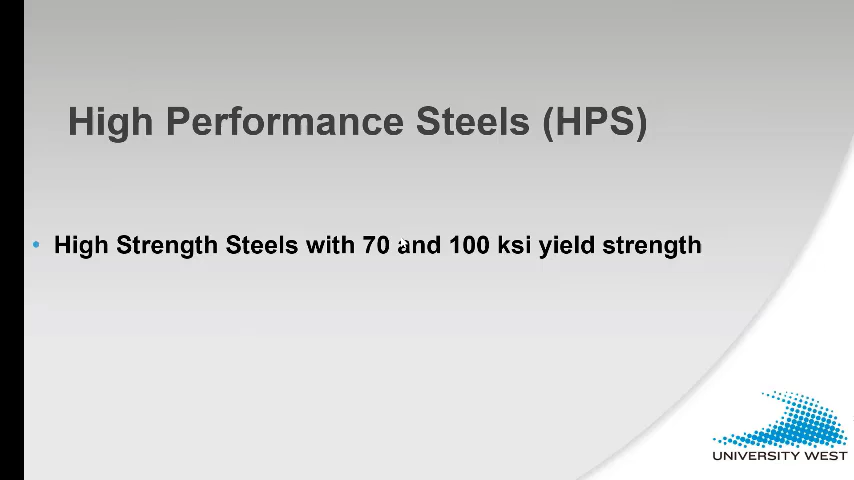 High Performance Steels (HPS)
• High Strength Steels with 70 and 100 ksi yield strength
UNIVERSITY WEST